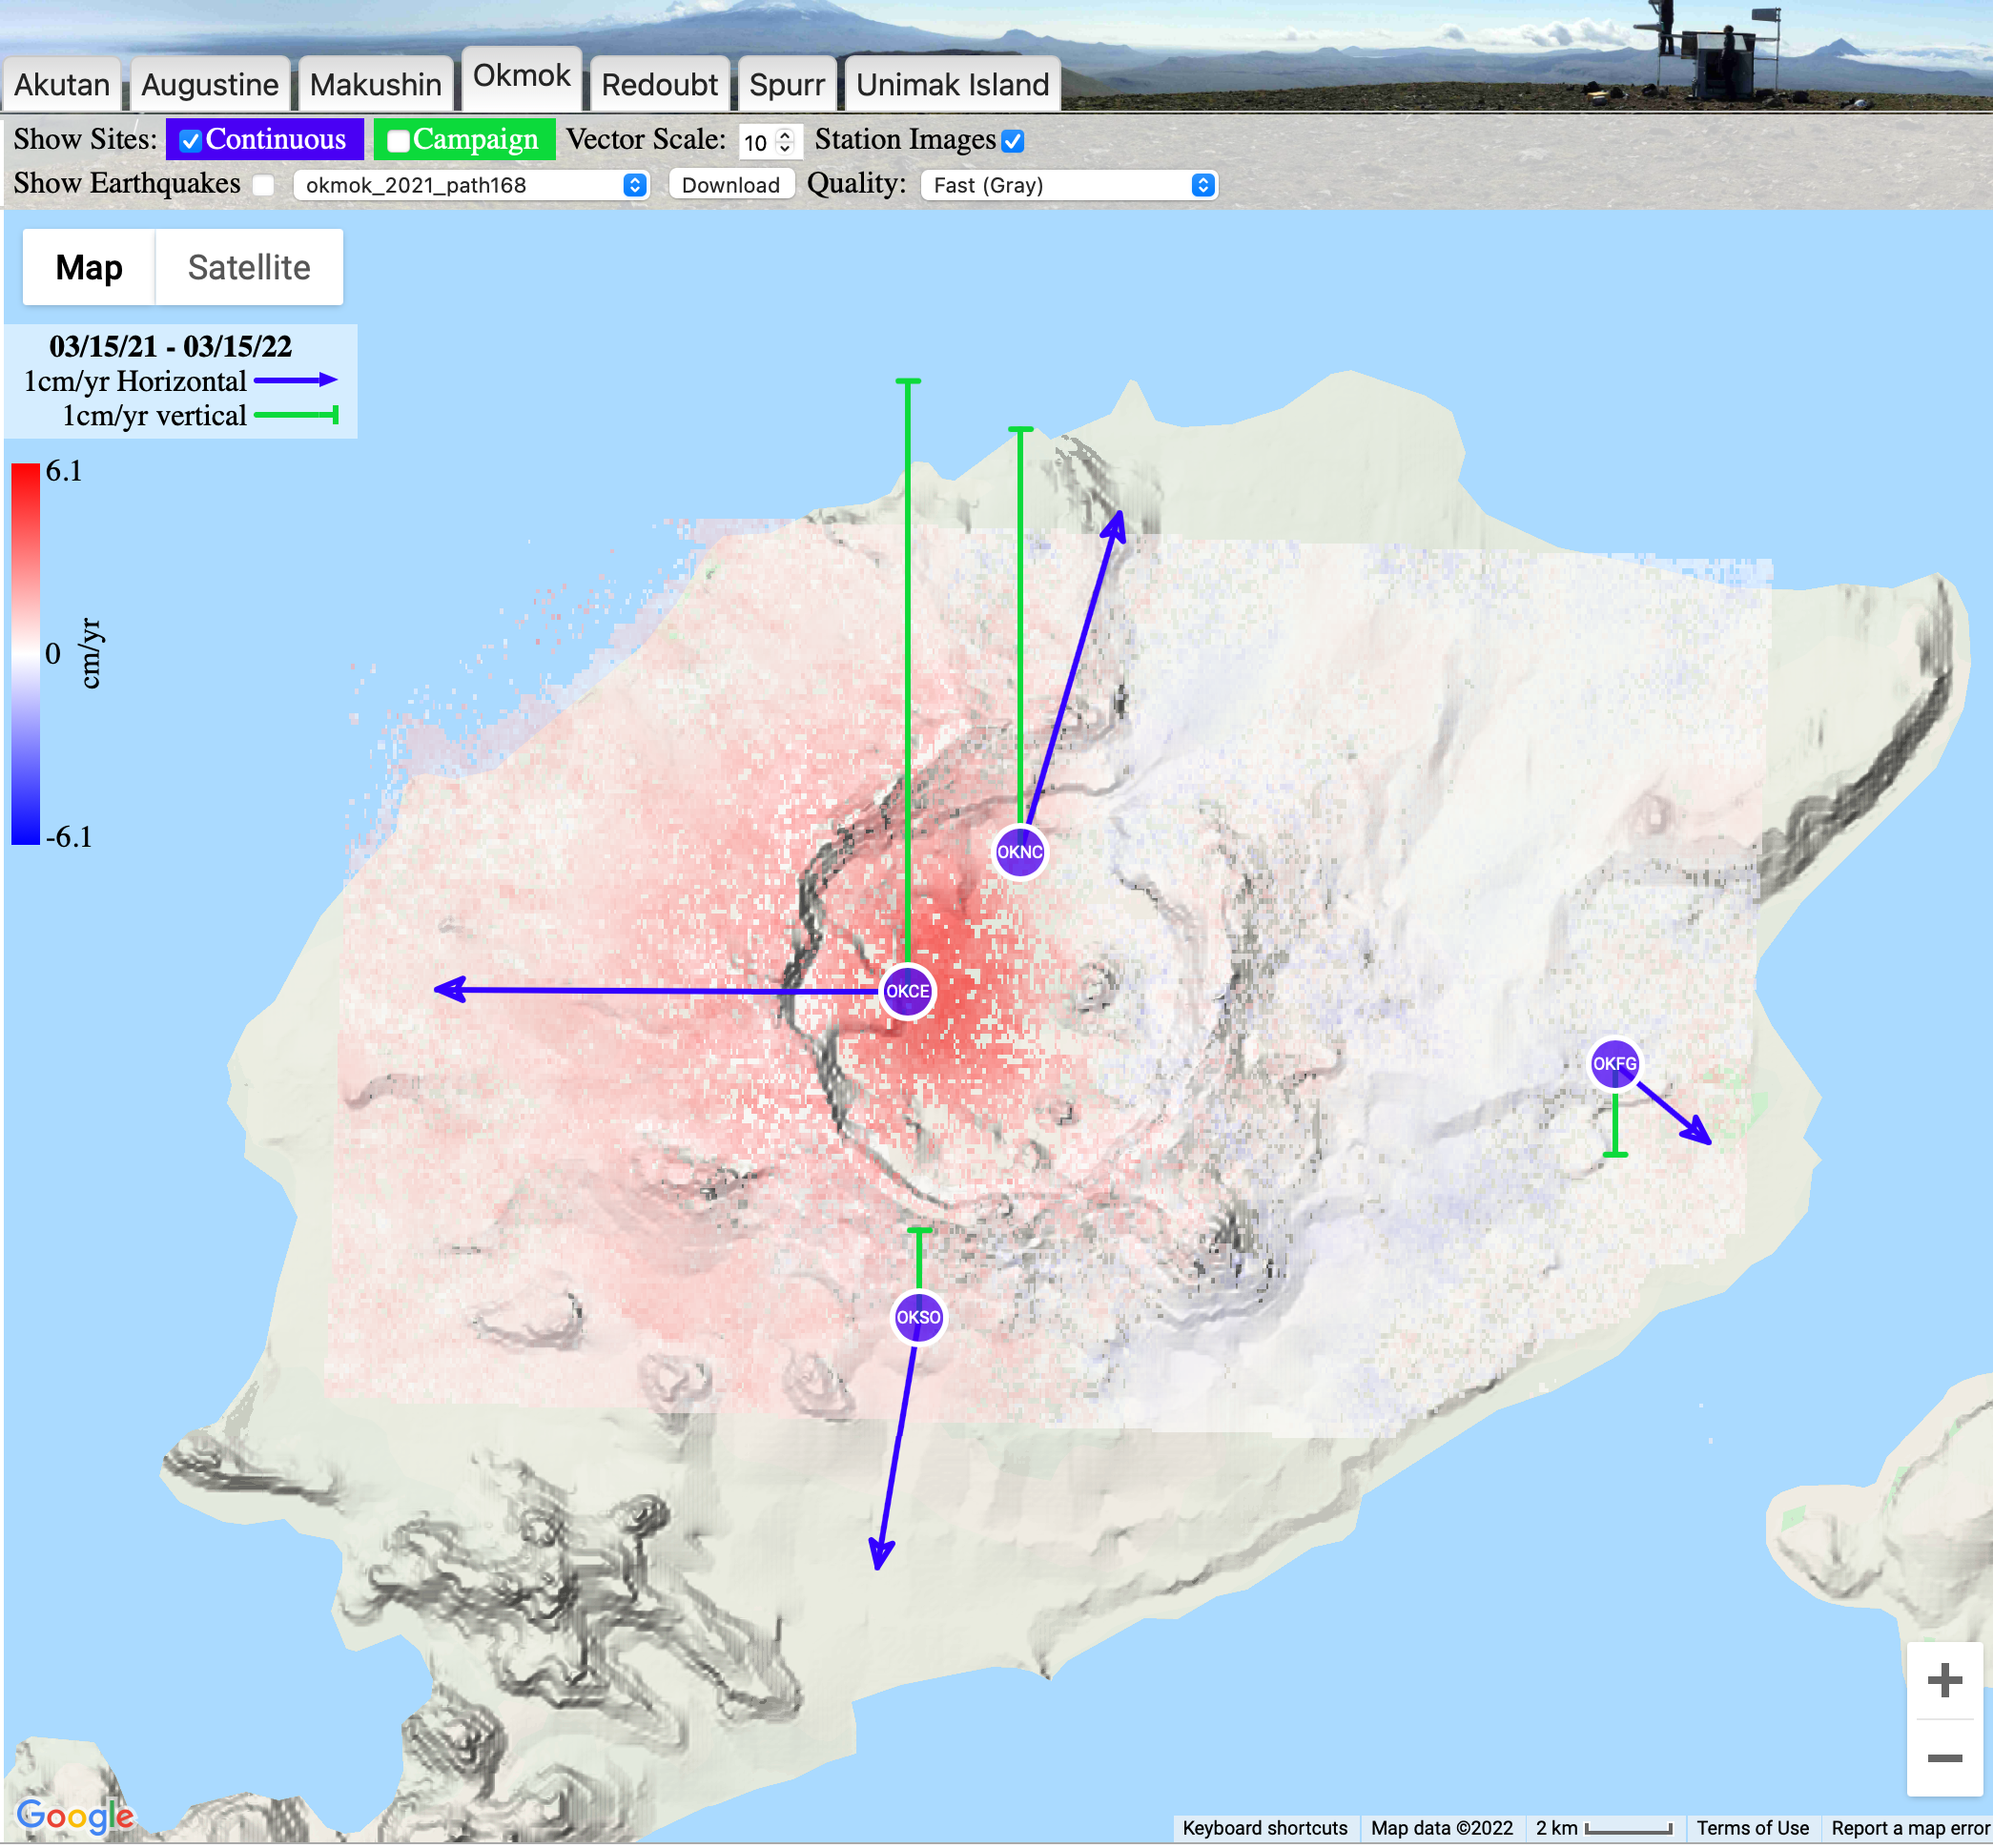 Akutan Augustine Makushin Okmok Redoubt Spurr Unimak Island
Show Sites: Continuous Campaign Vector Scale: 10 Station Images
Show Earthquakes okmok_2021_path168 Download Quality: Fast (Gray)
Map Satellite
03/15/21 - 03/15/22
1cm/yr Horizontal
1cm/yr vertical
6.1
0
cm/yr
-6.1
OKNC
OKCE
OKFG
OKSO
+
−
Google
Keyboard shortcuts Map data ©2022 2 km Terms of Use Report a map error